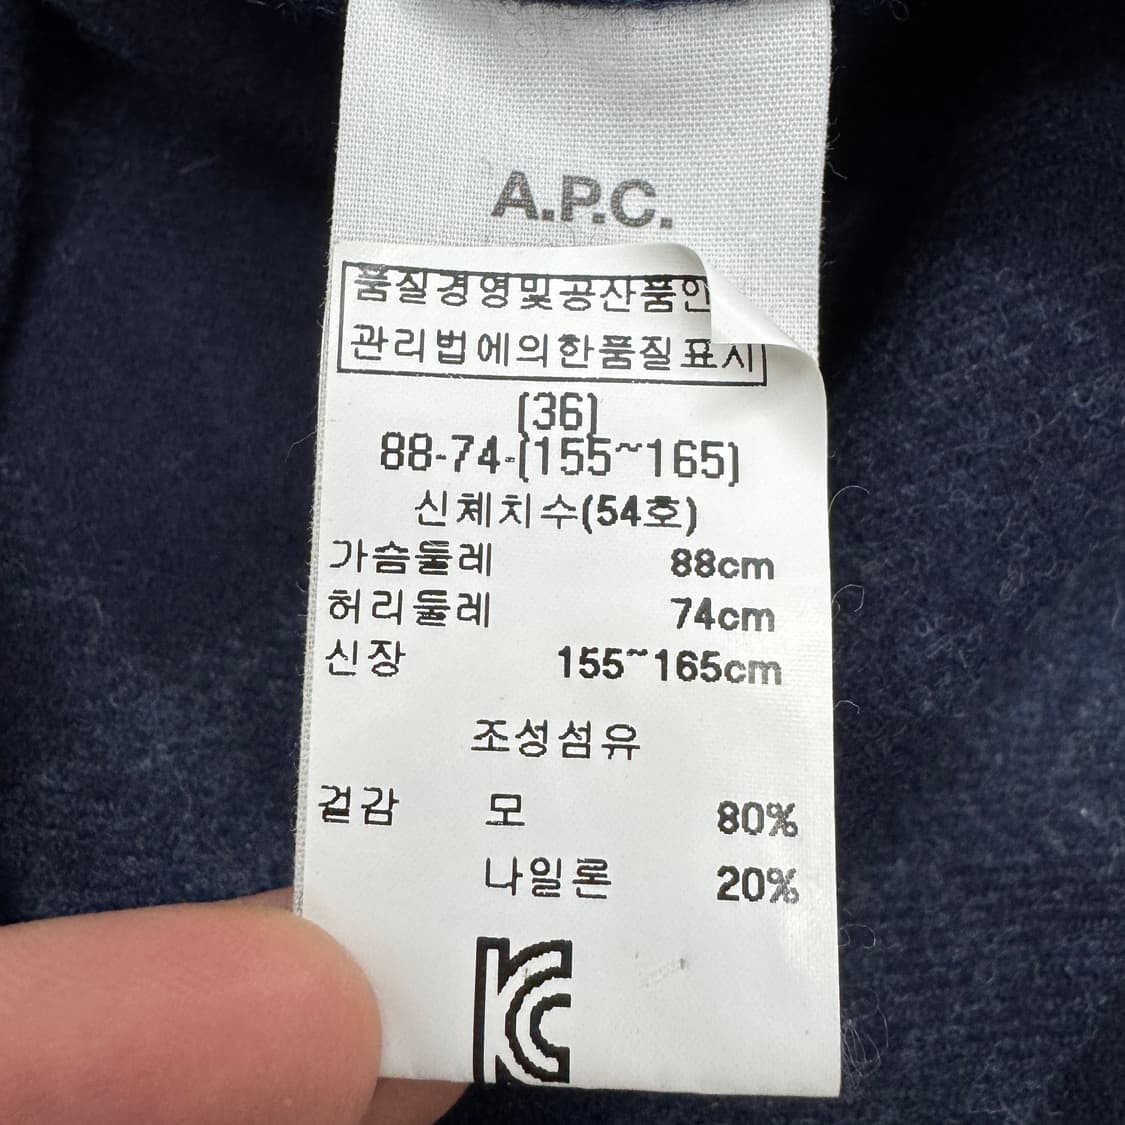 A.P.C.
품질경영및공산품안
관리법에의한품질표시
(36)
88-74-(155~165)
신체치수(54호)
가슴둘레 88cm
허리둘레 74cm
신장 155~165cm
조성섬유
겉감 모 80%
나일론 20%
KC